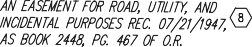 AN EASEMENT FOR ROAD, UTILITY, AND
INCIDENTAL PURPOSES REC. 07/21/1947, 8
AS BOOK 2448, PG. 467 OF O.R.